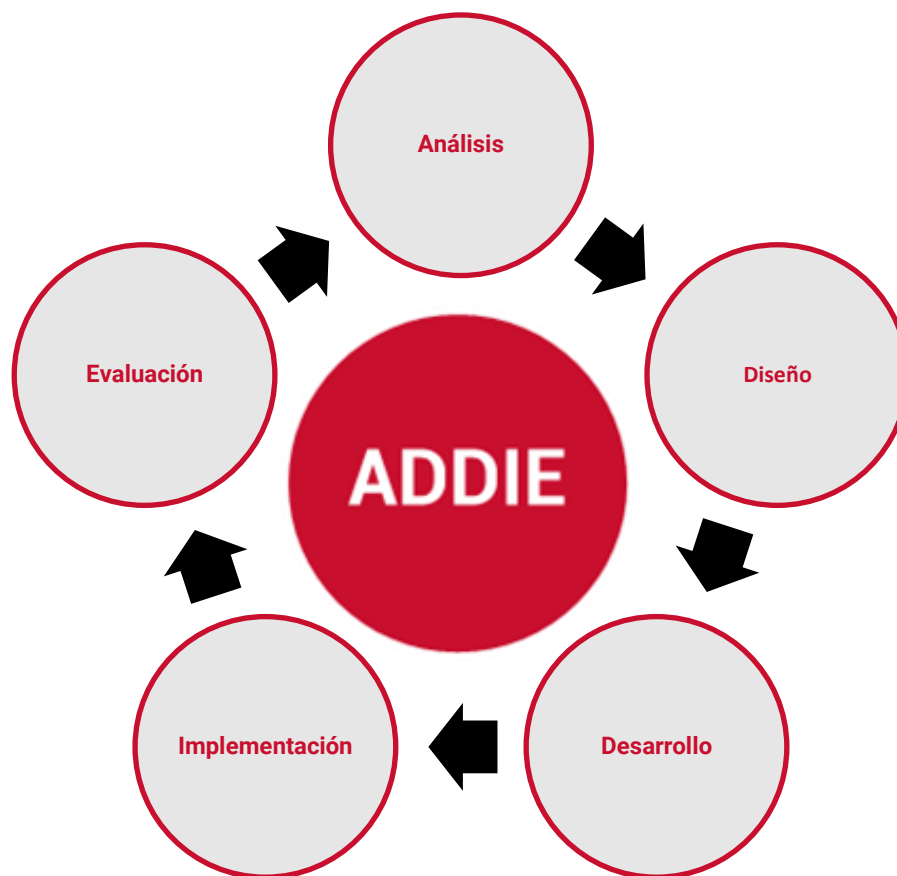 Análisis
Diseño
Desarrollo
Implementación
Evaluación
ADDIE